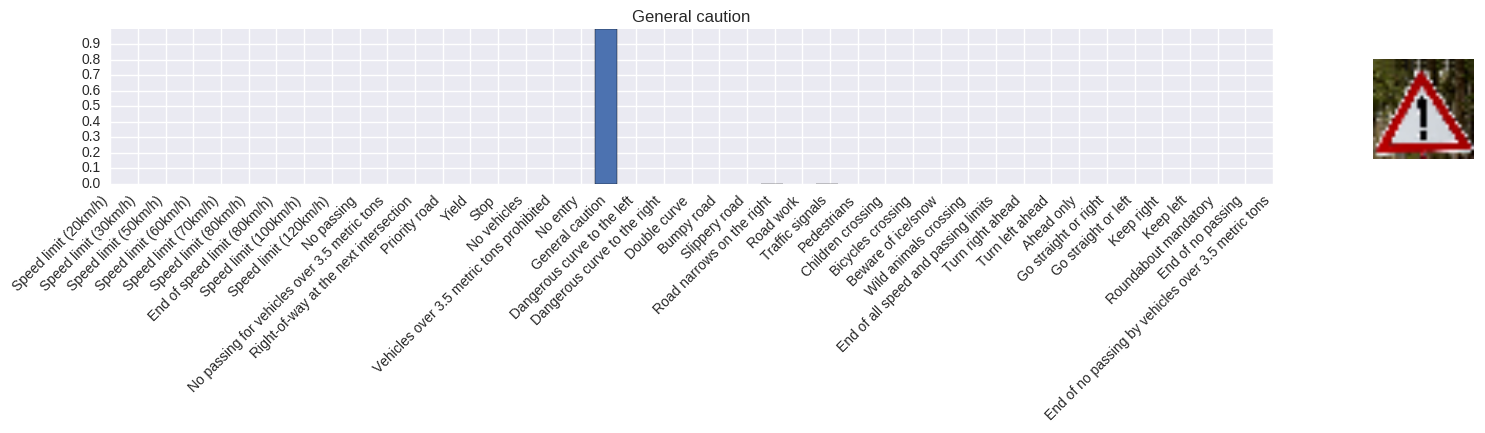 General caution
0.9
0.8
0.7
0.6
0.5
0.4
0.3
0.2
0.1
0.0
Speed limit (20km/h)
Speed limit (30km/h)
Speed limit (50km/h)
Speed limit (60km/h)
Speed limit (70km/h)
Speed limit (80km/h)
End of speed limit (80km/h)
Speed limit (100km/h)
Speed limit (120km/h)
No passing
No passing for vehicles over 3.5 metric tons
Right-of-way at the next intersection
Priority road
Yield
Stop
No vehicles
Vehicles over 3.5 metric tons prohibited
No entry
General caution
Dangerous curve to the left
Dangerous curve to the right
Double curve
Bumpy road
Slippery road
Road narrows on the right
Road work
Traffic signals
Pedestrians
Children crossing
Bicycles crossing
Beware of ice/snow
Wild animals crossing
End of all speed and passing limits
Turn right ahead
Turn left ahead
Ahead only
Go straight or right
Go straight or left
Keep right
Keep left
Roundabout mandatory
End of no passing
End of no passing by vehicles over 3.5 metric tons
!